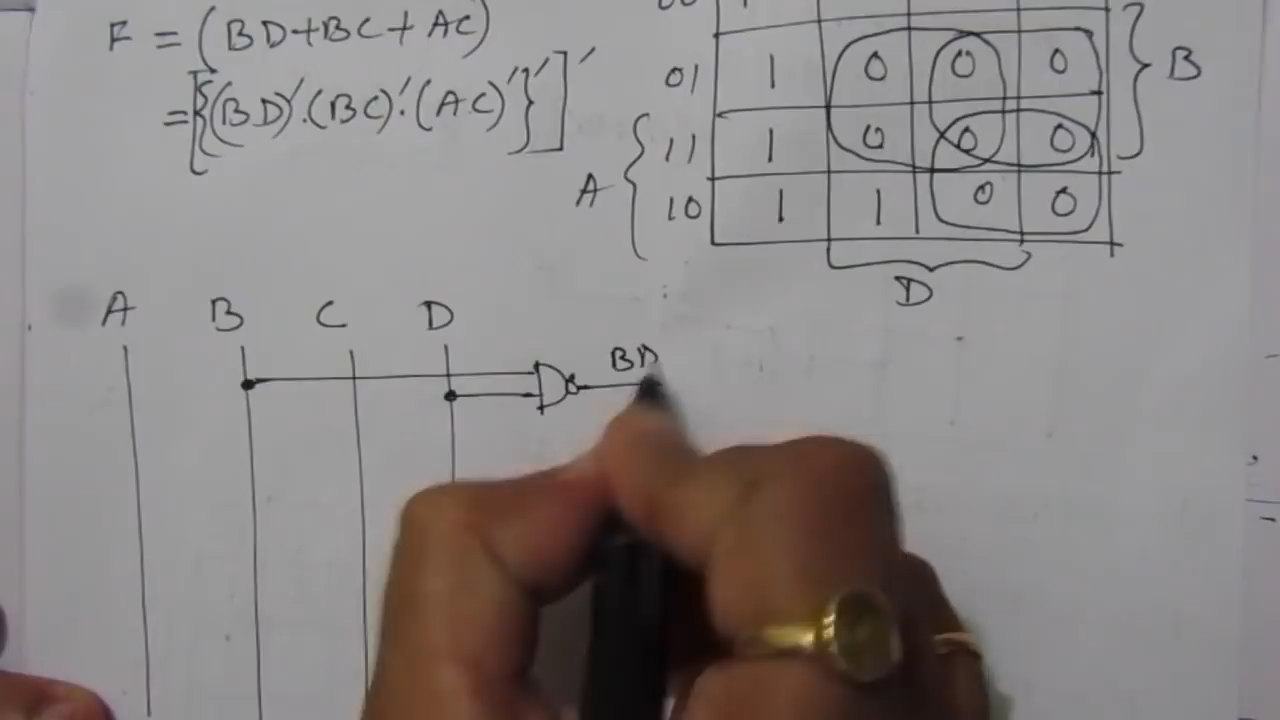 F = (BD+BC+AC)'
=[{(BD)'.(BC)'.(AC)'}']'
01 1 0 0 0 B
A 11 1 0 0 0
10 1 1 0 0
D
A B C D
BD